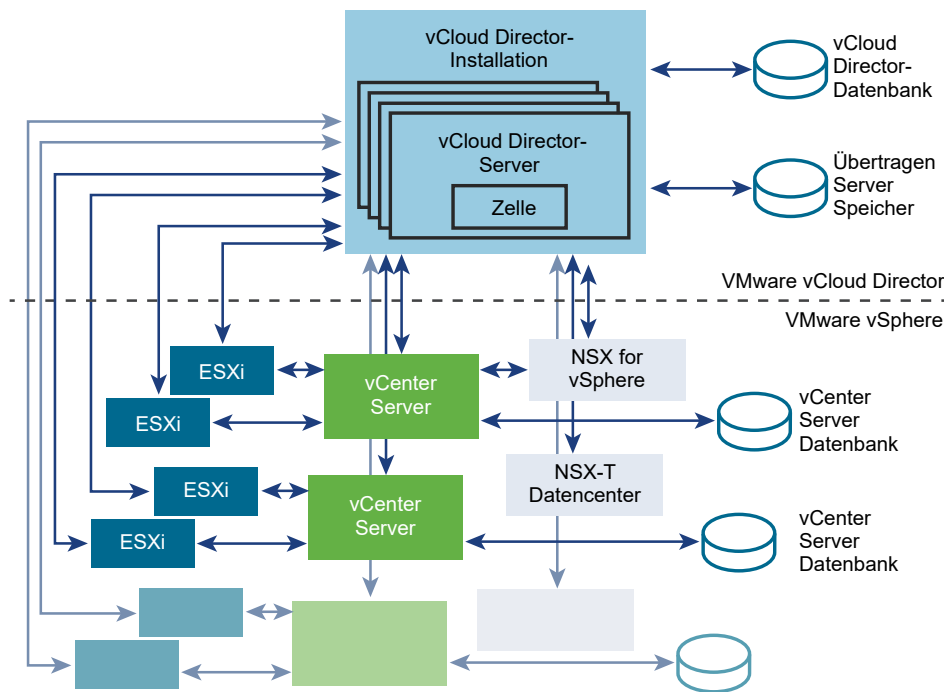 vCloud Director-
Installation
vCloud Director-
Server
Zelle
vCloud
Director-
Datenbank
Übertragen
Server
Speicher
VMware vCloud Director
VMware vSphere
ESXi
vCenter
Server
NSX for
vSphere
ESXi
vCenter
Server
Datenbank
ESXi
vCenter
Server
NSX-T
Datencenter
ESXi
vCenter
Server
Datenbank